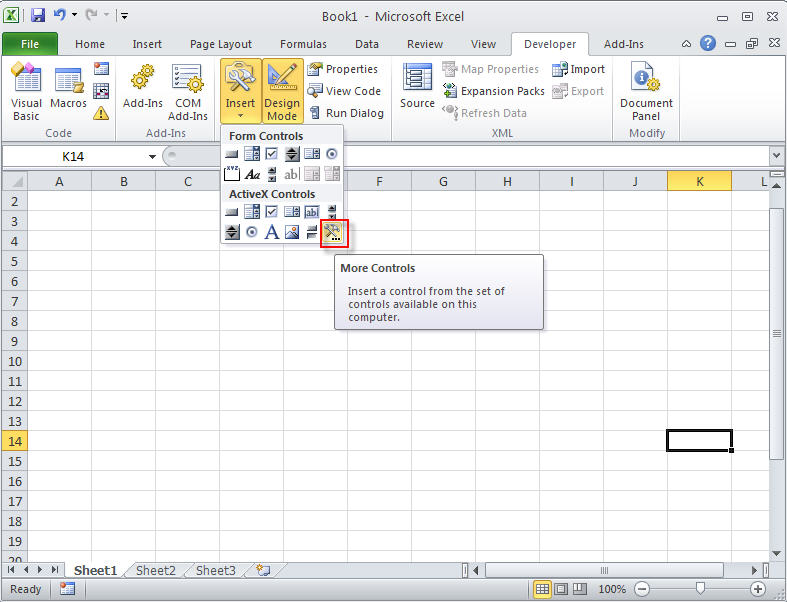 Book1 - Microsoft Excel
File Home Insert Page Layout Formulas Data Review View Developer Add-Ins
Visual Basic
Macros
Code
Add-Ins
COM Add-Ins
Add-Ins
Insert
Design Mode
Properties
View Code
Run Dialog
Source
Map Properties
Expansion Packs
Refresh Data
Import
Export
XML
Document Panel
Modify
Form Controls
XYZ
Aa
ab
ActiveX Controls
ab
A
More Controls
Insert a control from the set of
controls available on this
computer.
K14
A B C F G H I J K L
2
3
4
5
6
7
8
9
10
11
12
13
14
15
16
17
18
19
20
Sheet1 Sheet2 Sheet3
Ready
100%